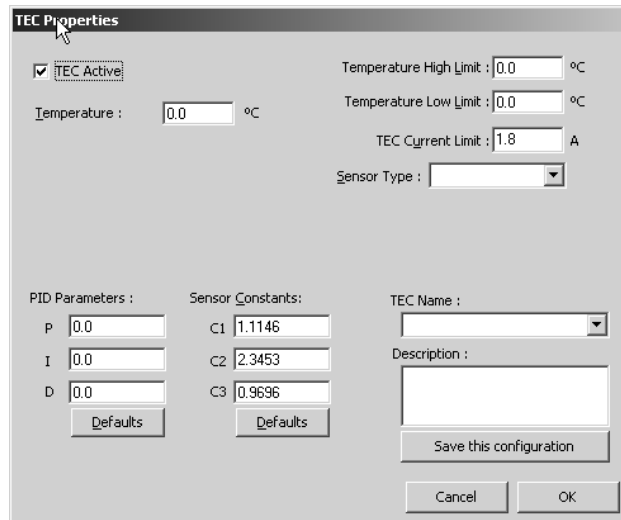 TEC Properties
TEC Active
Temperature : 0.0 ºC
Temperature High Limit : 0.0 ºC
Temperature Low Limit : 0.0 ºC
TEC Current Limit : 1.8 A
Sensor Type :
PID Parameters :
P 0.0
I 0.0
D 0.0
Defaults
Sensor Constants:
C1 1.1146
C2 2.3453
C3 0.9696
Defaults
TEC Name :
Description :
Save this configuration
Cancel OK